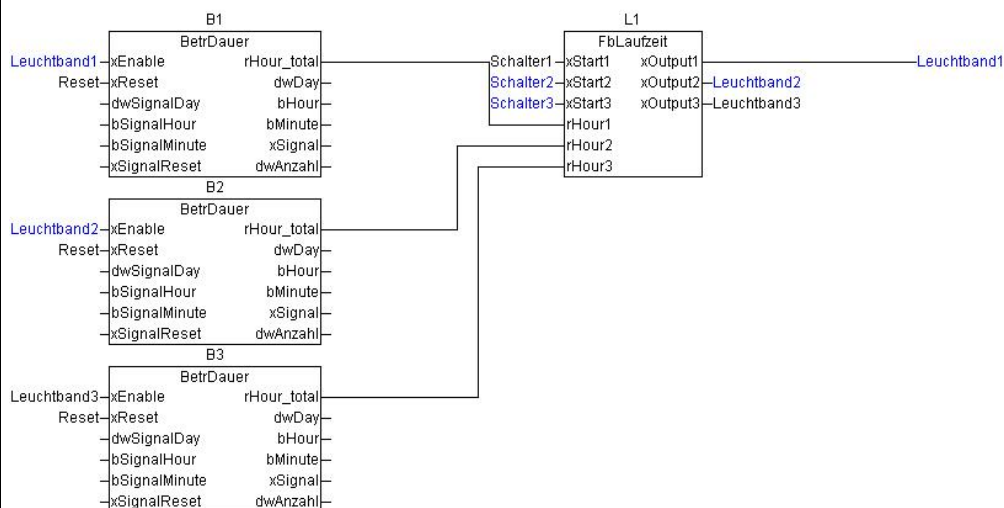 B1
BetrDauer
Leuchtband1 xEnable rHour_total
Reset xReset dwDay
dwSignalDay bHour
bSignalHour bMinute
bSignalMinute xSignal
xSignalReset dwAnzahl
B2
BetrDauer
Leuchtband2 xEnable rHour_total
Reset xReset dwDay
dwSignalDay bHour
bSignalHour bMinute
bSignalMinute xSignal
xSignalReset dwAnzahl
B3
BetrDauer
Leuchtband3 xEnable rHour_total
Reset xReset dwDay
dwSignalDay bHour
bSignalHour bMinute
bSignalMinute xSignal
xSignalReset dwAnzahl
L1
FbLaufzeit
Schalter1 xStart1 xOutput1 Leuchtband1
Schalter2 xStart2 xOutput2 Leuchtband2
Schalter3 xStart3 xOutput3 Leuchtband3
rHour1
rHour2
rHour3